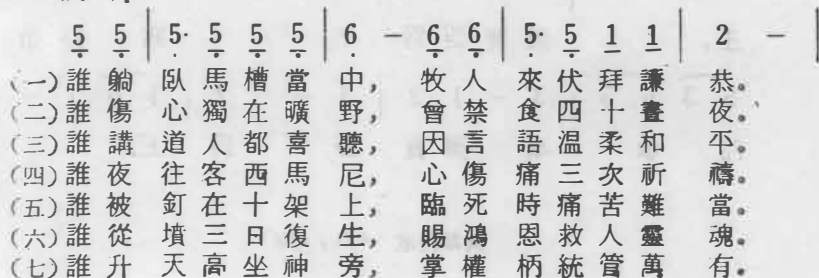 5 5 | 5· 5 5 5 | 6 － 6 6 | 5· 5 1 1 | 2 － |
(一)誰躺臥馬槽當中，牧人來伏拜謙恭。
(二)誰傷心獨在曠野，曾禁食四十晝夜。
(三)誰講道人都喜聽，因言語溫柔和平。
(四)誰夜往客西馬尼，心傷痛三次祈禱。
(五)誰被釘在十架上，臨死時痛苦難當。
(六)誰從墳三日復生，賜鴻恩救人靈魂。
(七)誰升天高坐神旁，掌權柄統管萬有。